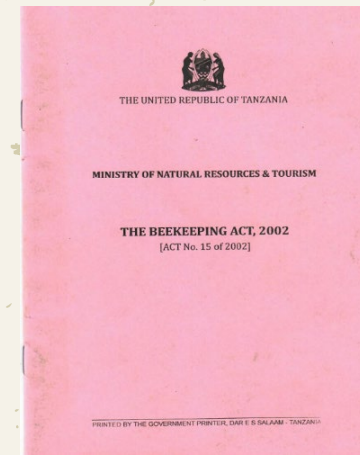 THE UNITED REPUBLIC OF TANZANIA
MINISTRY OF NATURAL RESOURCES & TOURISM
THE BEEKEEPING ACT, 2002
[ACT No. 15 of 2002]
PRINTED BY THE GOVERNMENT PRINTER, DAR E S SALAAM - TANZANIA